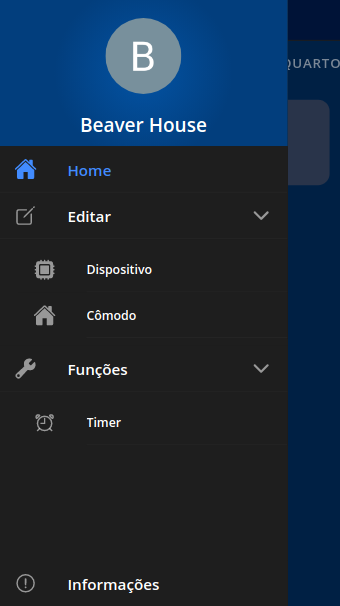 B
Beaver House
QUARTO
Home
Editar
Dispositivo
Cômodo
Funções
Timer
Informações